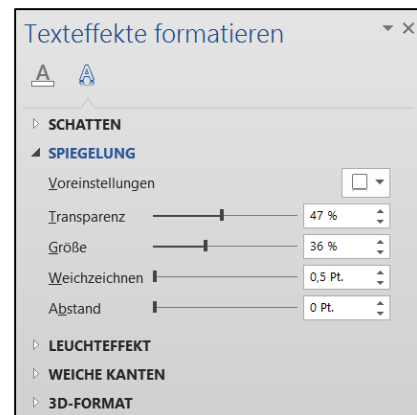 Texteffekte formatieren
SCHATTEN
SPIEGELUNG
Voreinstellungen
Transparenz 47 %
Größe 36 %
Weichzeichnen 0,5 Pt.
Abstand 0 Pt.
LEUCHTEFFEKT
WEICHE KANTEN
3D-FORMAT